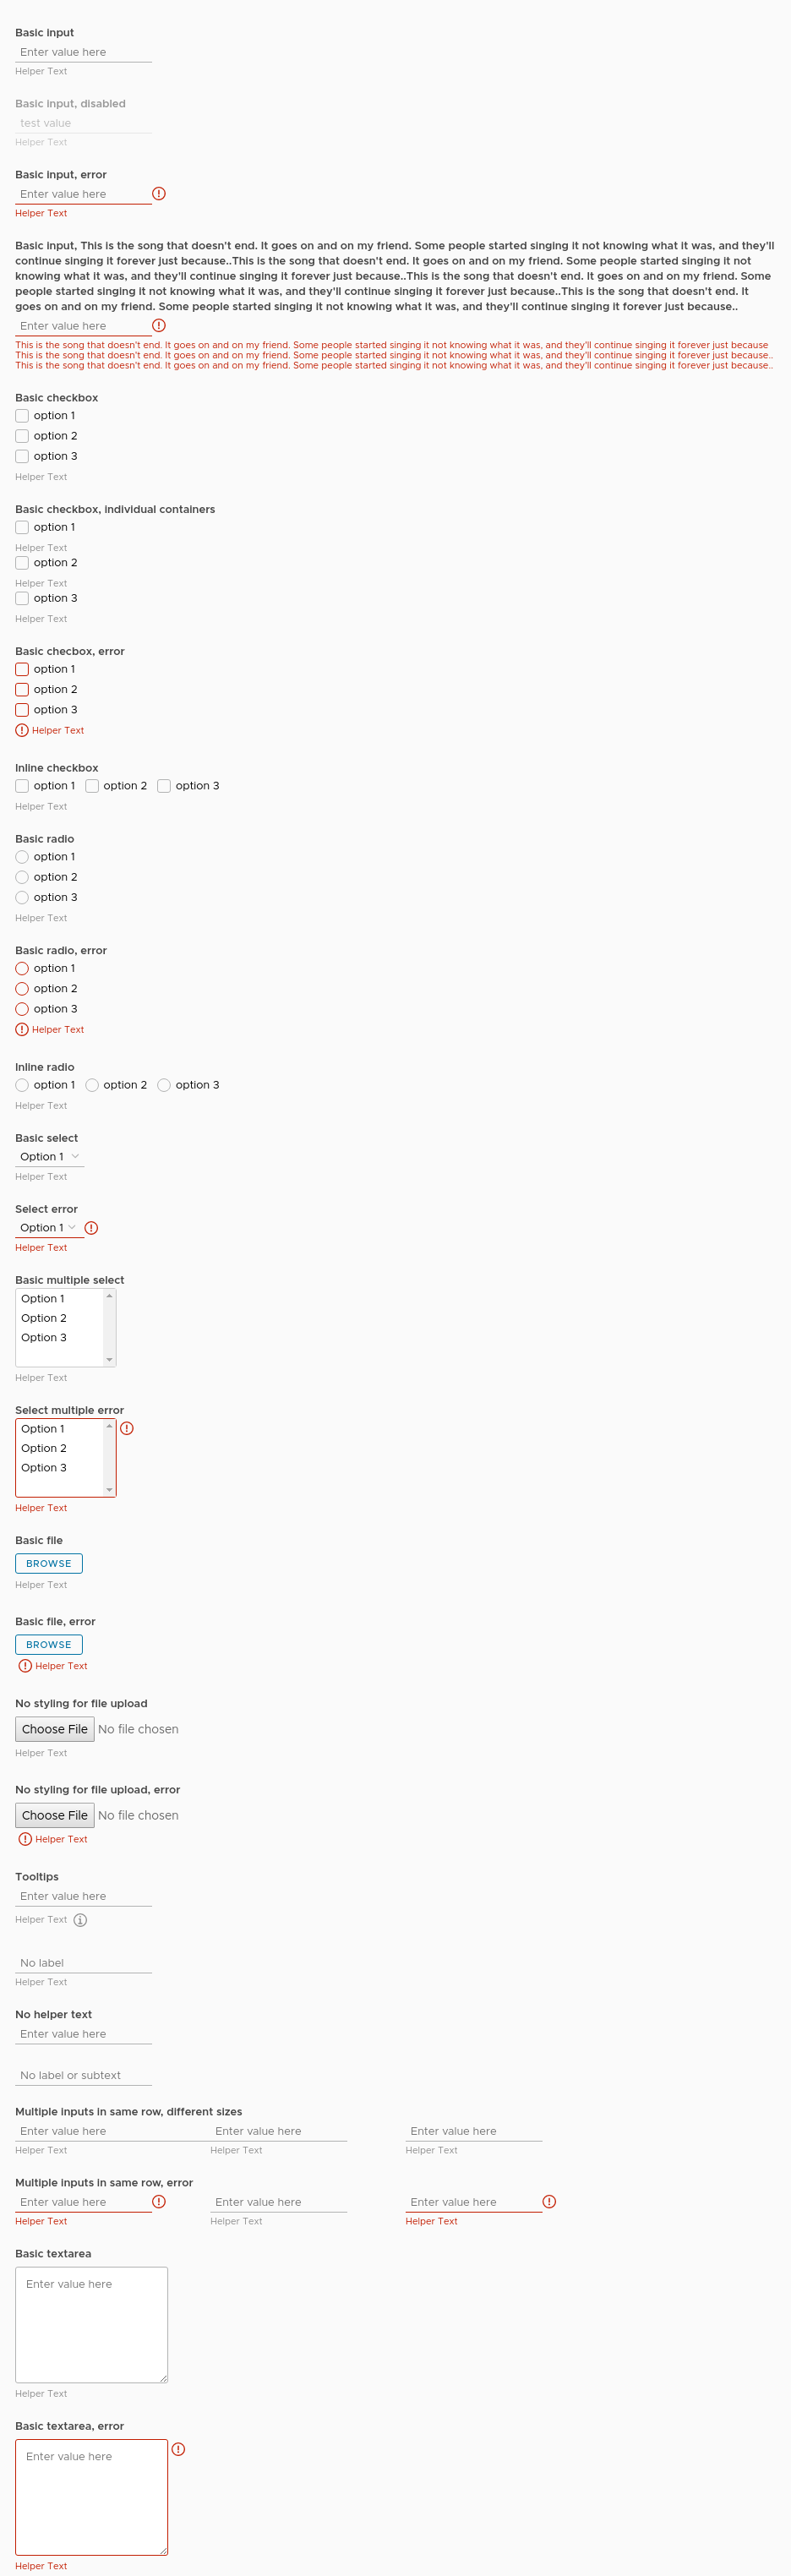 Basic input
Enter value here
Helper Text
Basic input, disabled
test value
Helper Text
Basic input, error
Enter value here
Helper Text
Basic input, This is the song that doesn't end. It goes on and on my friend. Some people started singing it not knowing what it was, and they'll
continue singing it forever just because..This is the song that doesn't end. It goes on and on my friend. Some people started singing it not
knowing what it was, and they'll continue singing it forever just because..This is the song that doesn't end. It goes on and on my friend. Some
people started singing it not knowing what it was, and they'll continue singing it forever just because..This is the song that doesn't end. It
goes on and on my friend. Some people started singing it not knowing what it was, and they'll continue singing it forever just because..
Enter value here
This is the song that doesn't end. It goes on and on my friend. Some people started singing it not knowing what it was, and they'll continue singing it forever just because
This is the song that doesn't end. It goes on and on my friend. Some people started singing it not knowing what it was, and they'll continue singing it forever just because..
This is the song that doesn't end. It goes on and on my friend. Some people started singing it not knowing what it was, and they'll continue singing it forever just because..
Basic checkbox
option 1
option 2
option 3
Helper Text
Basic checkbox, individual containers
option 1
Helper Text
option 2
Helper Text
option 3
Helper Text
Basic checbox, error
option 1
option 2
option 3
Helper Text
Inline checkbox
option 1 option 2 option 3
Helper Text
Basic radio
option 1
option 2
option 3
Helper Text
Basic radio, error
option 1
option 2
option 3
Helper Text
Inline radio
option 1 option 2 option 3
Helper Text
Basic select
Option 1
Helper Text
Select error
Option 1
Helper Text
Basic multiple select
Option 1
Option 2
Option 3
Helper Text
Select multiple error
Option 1
Option 2
Option 3
Helper Text
Basic file
BROWSE
Helper Text
Basic file, error
BROWSE
Helper Text
No styling for file upload
Choose File No file chosen
Helper Text
No styling for file upload, error
Choose File No file chosen
Helper Text
Tooltips
Enter value here
Helper Text
No label
Helper Text
No helper text
Enter value here
No label or subtext
Multiple inputs in same row, different sizes
Enter value here Enter value here Enter value here
Helper Text Helper Text Helper Text
Multiple inputs in same row, error
Enter value here Enter value here Enter value here
Helper Text Helper Text Helper Text
Basic textarea
Enter value here
Helper Text
Basic textarea, error
Enter value here
Helper Text